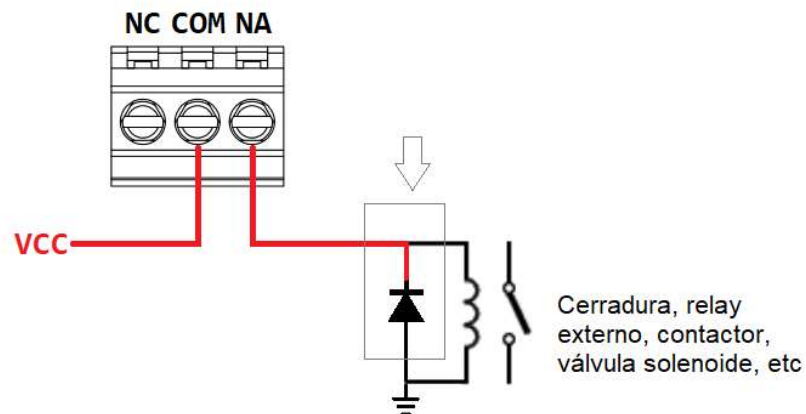 NC COM NA
VCC
Cerradura, relay
externo, contactor,
válvula solenoide, etc